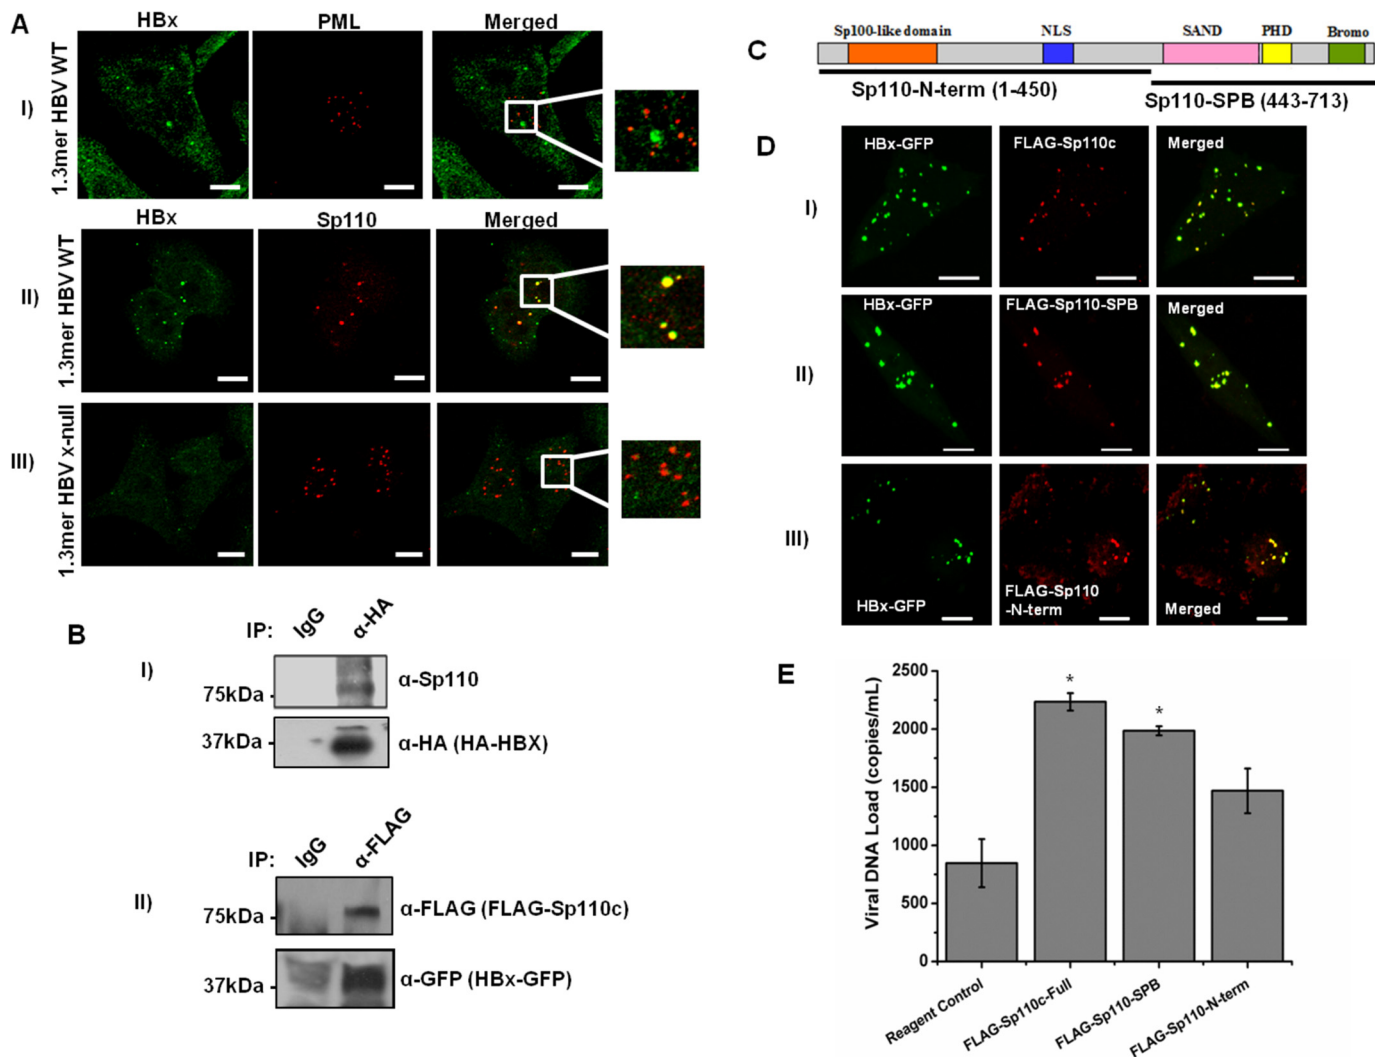 A
HBx PML Merged
1.3mer HBV WT
I)
HBx Sp110 Merged
1.3mer HBV WT
II)
1.3mer HBV x-null
III)
B
IP: IgG α-HA
I)
75kDa α-Sp110
37kDa α-HA (HA-HBX)
IP: IgG α-FLAG
II)
75kDa α-FLAG (FLAG-Sp110c)
37kDa α-GFP (HBx-GFP)
C
Sp100-like domain NLS SAND PHD Bromo
Sp110-N-term (1-450)
Sp110-SPB (443-713)
D
HBx-GFP FLAG-Sp110c Merged
I)
HBx-GFP FLAG-Sp110-SPB Merged
II)
III)
HBx-GFP FLAG-Sp110
-N-term Merged
E
Viral DNA Load (copies/mL)
2500
2000
1500
1000
500
0
* *
Reagent Control
FLAG-Sp110c-Full
FLAG-Sp110-SPB
FLAG-Sp110-N-term